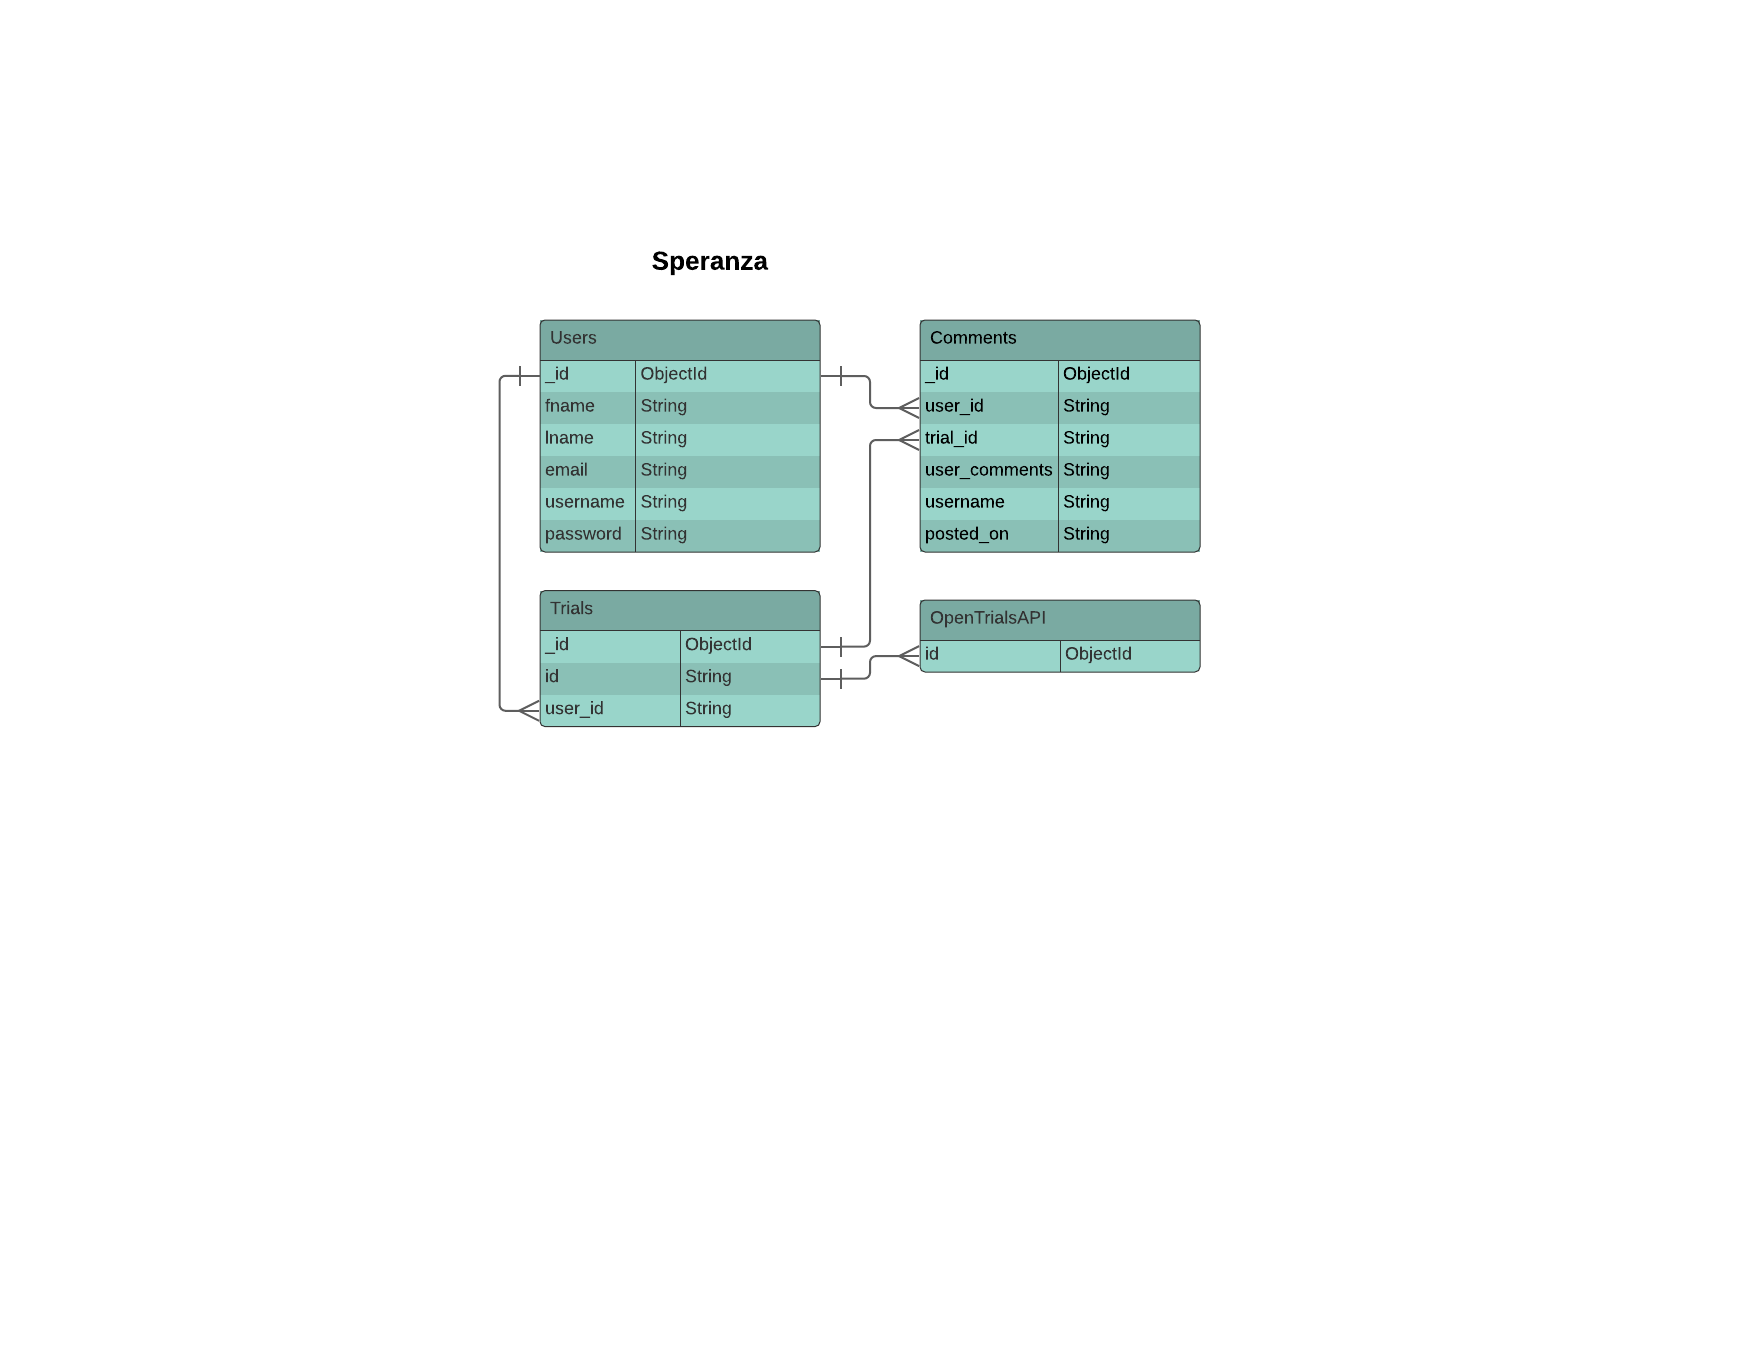 Speranza
Users
_id ObjectId
fname String
lname String
email String
username String
password String
Comments
_id ObjectId
user_id String
trial_id String
user_comments String
username String
posted_on String
Trials
_id ObjectId
id String
user_id String
OpenTrialsAPI
id ObjectId